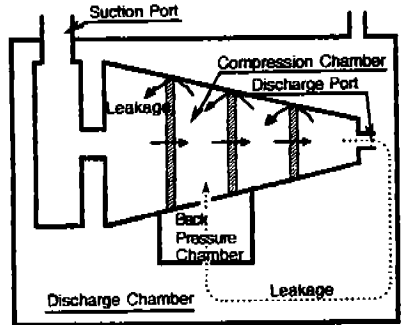 Suction Port
Compression Chamber
Discharge Port
Leakage
Back
Pressure
Chamber
Discharge Chamber
Leakage